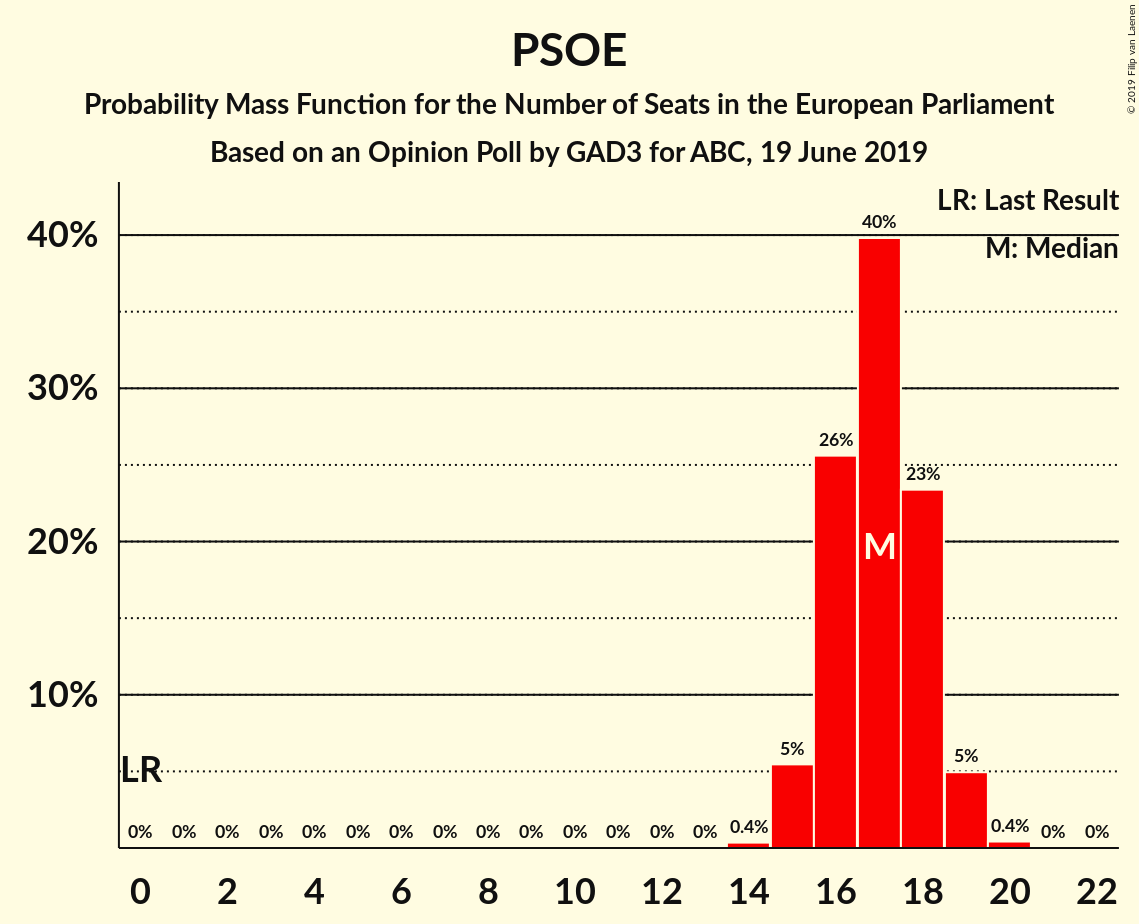 PSOE
Probability Mass Function for the Number of Seats in the European Parliament
Based on an Opinion Poll by GAD3 for ABC, 19 June 2019
© 2019 Filip van Laenen
LR: Last Result
M: Median
40%
30%
20%
10%
40%
26%
23%
M
5%
5%
LR
0% 0% 0% 0% 0% 0% 0% 0% 0% 0% 0% 0% 0% 0% 0.4% 0.4% 0% 0%
0 2 4 6 8 10 12 14 16 18 20 22